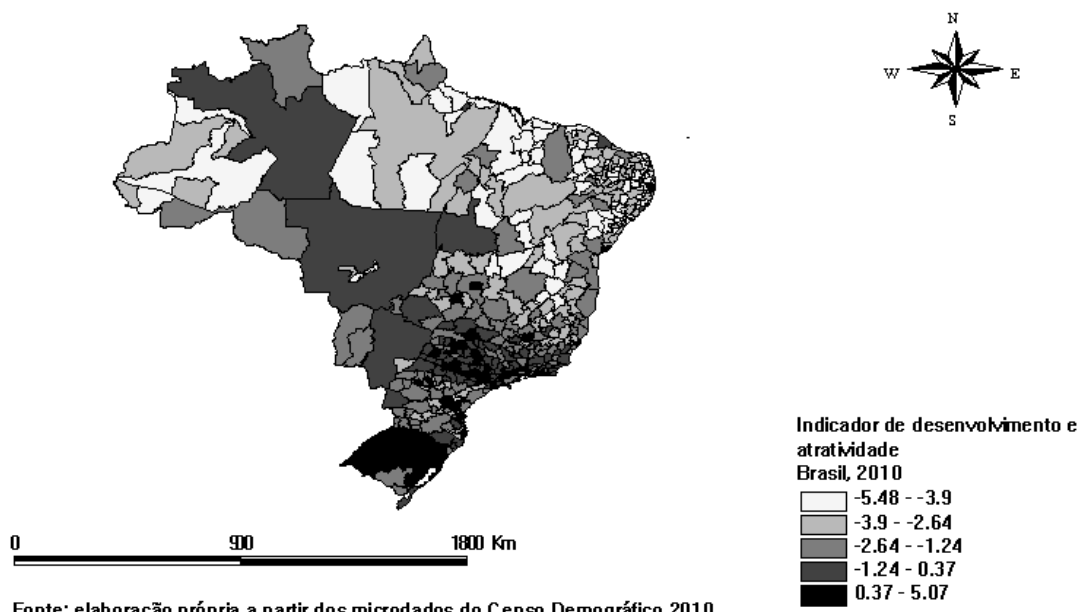 N
W E
S
Indicador de desenvolvimento e
atratividade
Brasil, 2010
-5.48 - -3.9
-3.9 - -2.64
-2.64 - -1.24
-1.24 - 0.37
0.37 - 5.07
0 900 1800 Km
Fonte: elaboração própria a partir dos microdados do Censo Demográfico 2010